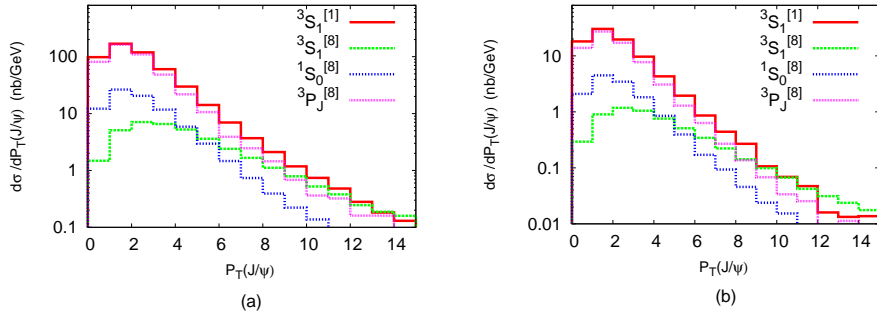 dσ/dP_T(J/ψ) (nb/GeV)
100
10
1
0.1
0 2 4 6 8 10 12 14
P_T(J/ψ)
³S₁^[1]
³S₁^[8]
¹S₀^[8]
³P_J^[8]
(a)
dσ/dP_T(J/ψ) (nb/GeV)
10
1
0.1
0.01
0 2 4 6 8 10 12 14
P_T(J/ψ)
³S₁^[1]
³S₁^[8]
¹S₀^[8]
³P_J^[8]
(b)